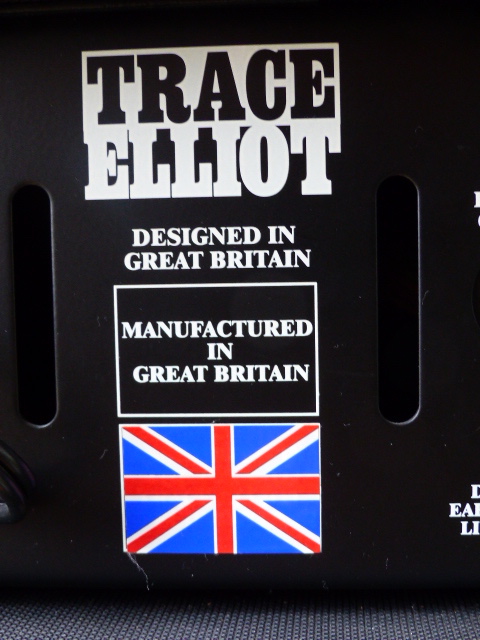 TRACE
ELLIOT
DESIGNED IN
GREAT BRITAIN
MANUFACTURED
IN
GREAT BRITAIN